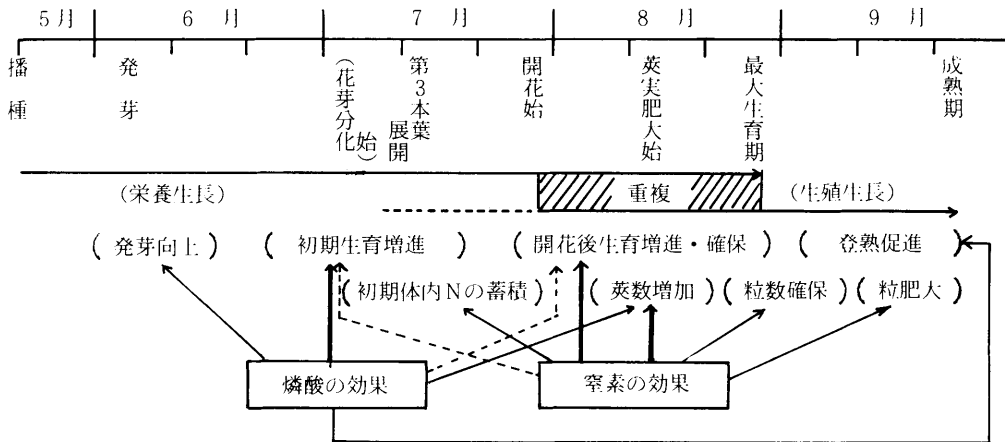 5月 6月 7月 8月 9月
播種
発芽
(花芽分化始)
第3本葉展開
開花始
莢実肥大始
最大生育期
成熟期
(栄養生長)
重複
(生殖生長)
(発芽向上)
(初期生育増進)
(開花後生育増進・確保)
(登熟促進)
(初期体内Nの蓄積)
(莢数増加)
(粒数確保)
(粒肥大)
燐酸の効果
窒素の効果